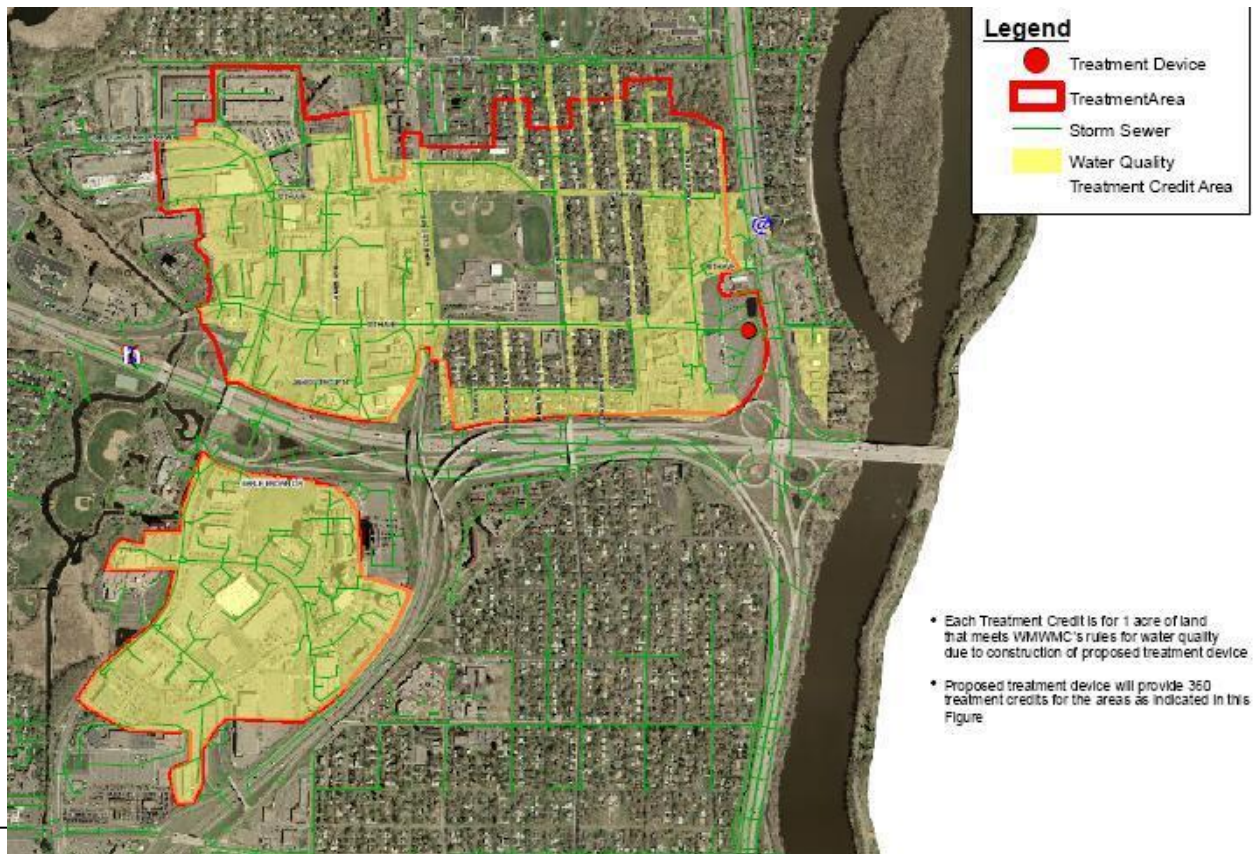 Legend
Treatment Device
TreatmentArea
Storm Sewer
Water Quality
Treatment Credit Area
• Each Treatment Credit is for 1 acre of land
that meets WMWMC's rules for water quality
due to construction of proposed treatment device
• Proposed treatment device will provide 360
treatment credits for the areas as indicated in this
Figure